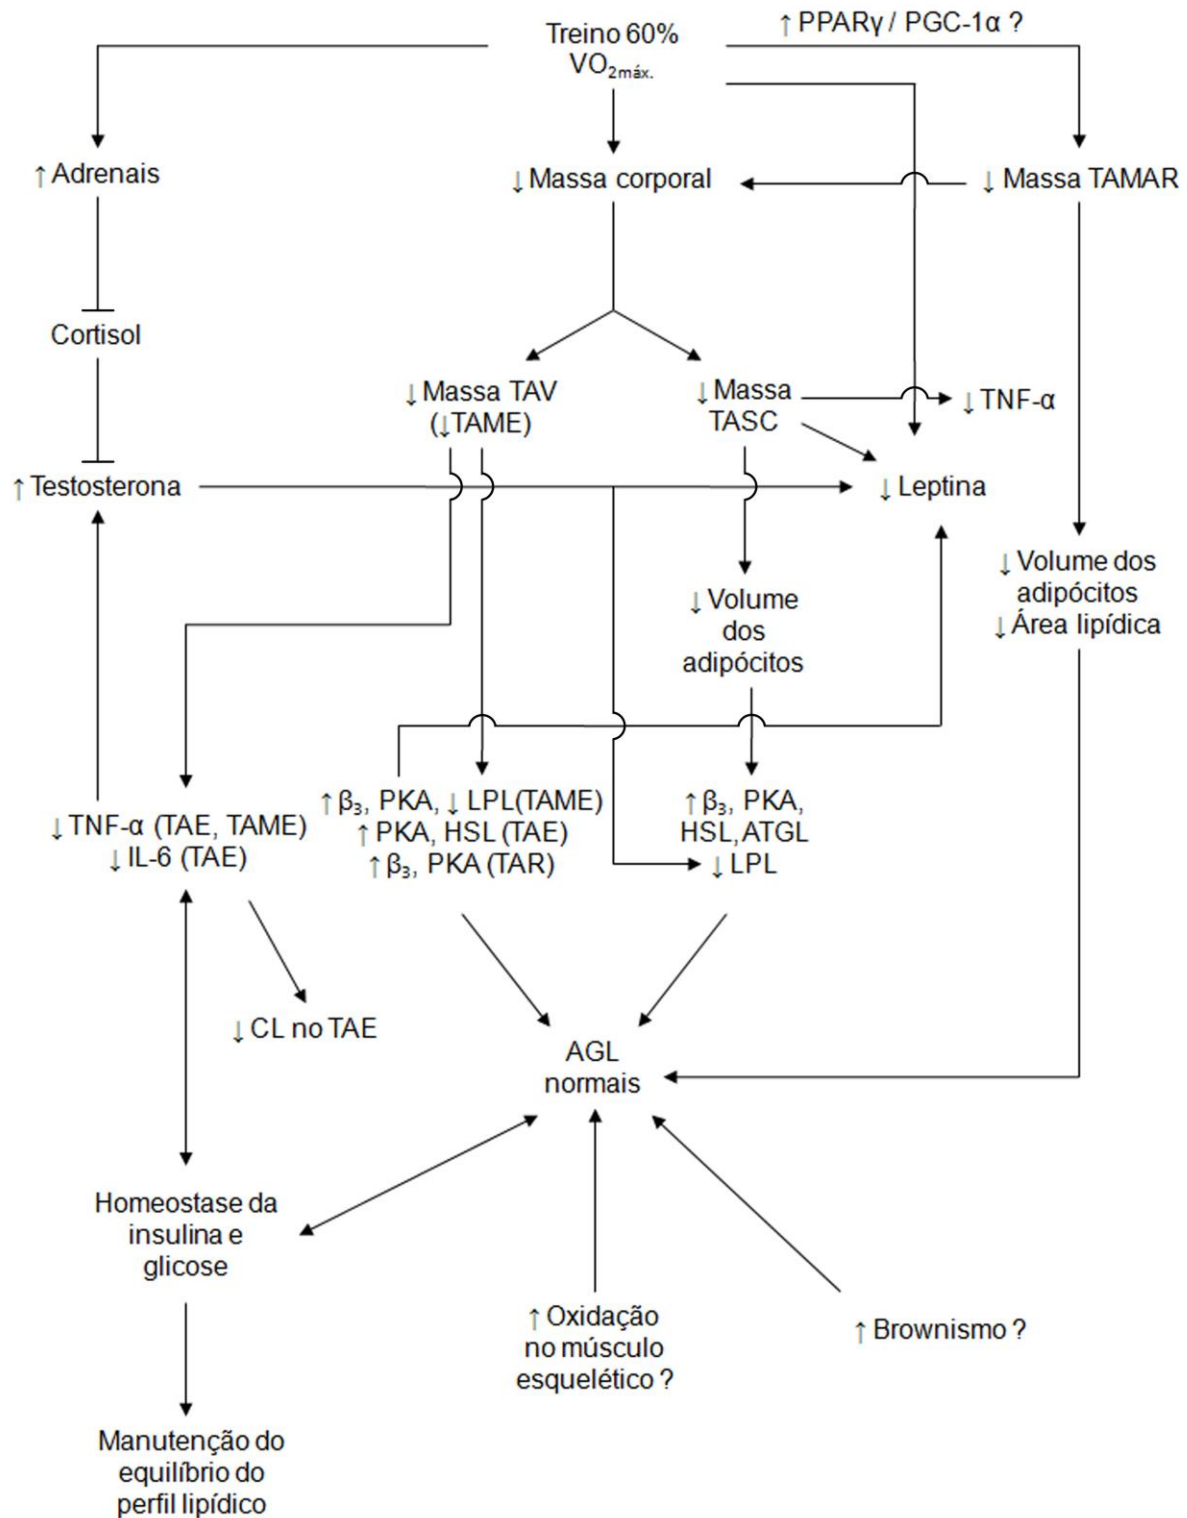 ↑ PPARγ / PGC-1α ?
Treino 60%
VO2máx.
↑ Adrenais
↓ Massa corporal
↓ Massa TAMAR
Cortisol
↓ Massa TAV
(↓TAME)
↓ Massa
TASC
↓ TNF-α
↑ Testosterona
↓ Leptina
↓ Volume dos
adipócitos
↓ Área lipídica
↓ Volume
dos
adipócitos
↓ TNF-α (TAE, TAME)
↓ IL-6 (TAE)
↑ β3, PKA, ↓ LPL(TAME)
↑ PKA, HSL (TAE)
↑ β3, PKA (TAR)
↑ β3, PKA,
HSL, ATGL
↓ LPL
↓ CL no TAE
AGL
normais
Homeostase da
insulina e
glicose
↑ Oxidação
no músculo
esquelético ?
↑ Brownismo ?
Manutenção do
equilíbrio do
perfil lipídico